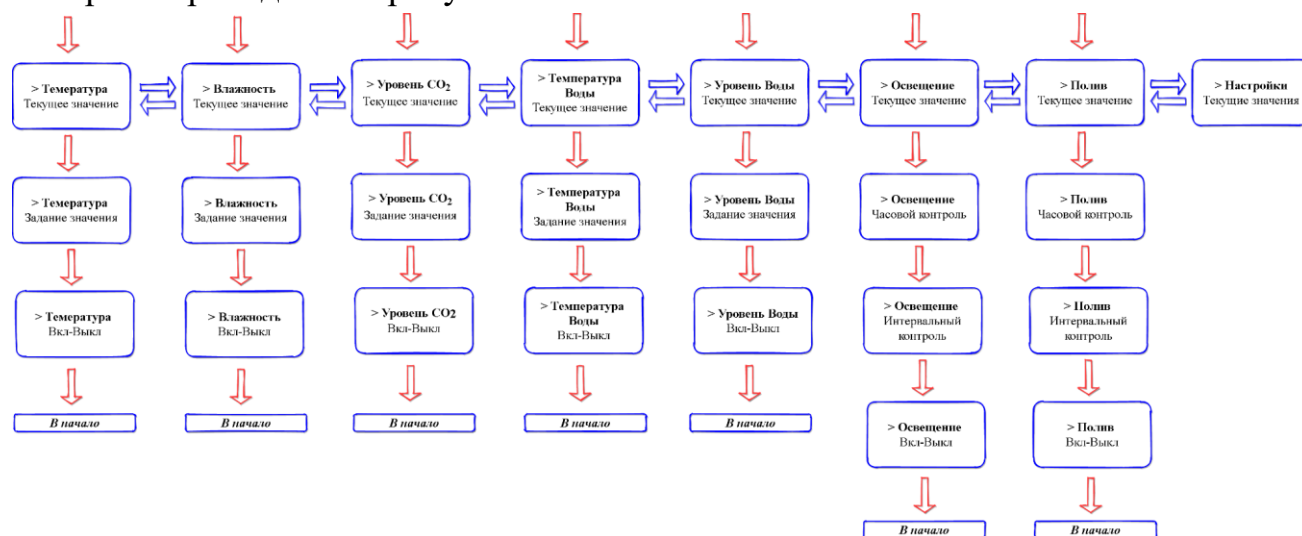 > Темература
Текущее значение
> Влажность
Текущее значение
> Уровень CO₂
Текущее значение
> Температура
Воды
Текущее значение
> Уровень Воды
Текущее значение
> Освещение
Текущее значение
> Полив
Текущее значение
> Настройки
Текущие значения
> Темература
Задание значения
> Влажность
Задание значения
> Уровень CO₂
Задание значения
> Температура
Воды
Задание значения
> Уровень Воды
Задание значения
> Освещение
Часовой контроль
> Полив
Часовой контроль
> Темература
Вкл-Выкл
> Влажность
Вкл-Выкл
> Уровень CO2
Вкл-Выкл
> Температура
Воды
Вкл-Выкл
> Уровень Воды
Вкл-Выкл
> Освещение
Интервальный
контроль
> Полив
Интервальный
контроль
В начало
В начало
В начало
В начало
В начало
> Освещение
Вкл-Выкл
> Полив
Вкл-Выкл
В начало
В начало